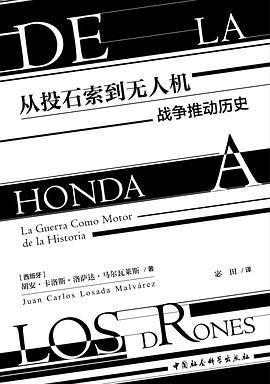 DE LA
从投石索到无人机
战争推动历史
HONDA A
La Guerra Como Motor
de la Historia
[西班牙]
胡安·卡洛斯·洛萨达·马尔瓦莱斯 / 著
Juan Carlos Losada Malvárez
宓田 / 译
LOS DRONES
中国社会科学出版社